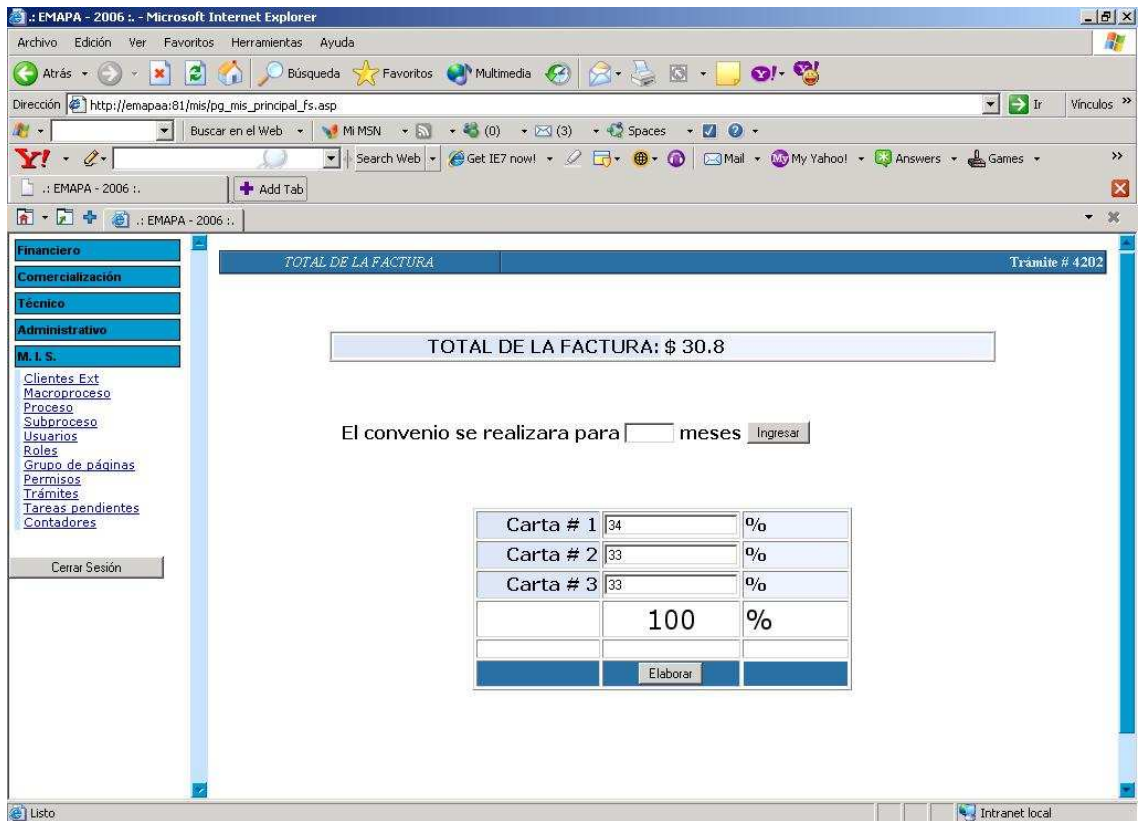 .: EMAPA - 2006 :. - Microsoft Internet Explorer
Archivo Edición Ver Favoritos Herramientas Ayuda
Atrás Búsqueda Favoritos Multimedia Y!
Dirección http://emapaa:81/mis/pg_mis_principal_fs.asp Ir Vínculos »
Buscar en el Web Mi MSN (0) (3) Spaces
Y! Search Web Get IE7 now! Mail My Yahoo! Answers Games »
.: EMAPA - 2006 :. Add Tab
.: EMAPA - 2006 :.
Financiero
Comercialización
Técnico
Administrativo
M. I. S.
Clientes Ext
Macroproceso
Proceso
Subproceso
Usuarios
Roles
Grupo de páginas
Permisos
Trámites
Tareas pendientes
Contadores
Cerrar Sesión
TOTAL DE LA FACTURA Trámite # 4202
TOTAL DE LA FACTURA: $ 30.8
El convenio se realizara para meses Ingresar
Carta # 1 34 %
Carta # 2 33 %
Carta # 3 33 %
100 %
Elaborar
Listo Intranet local